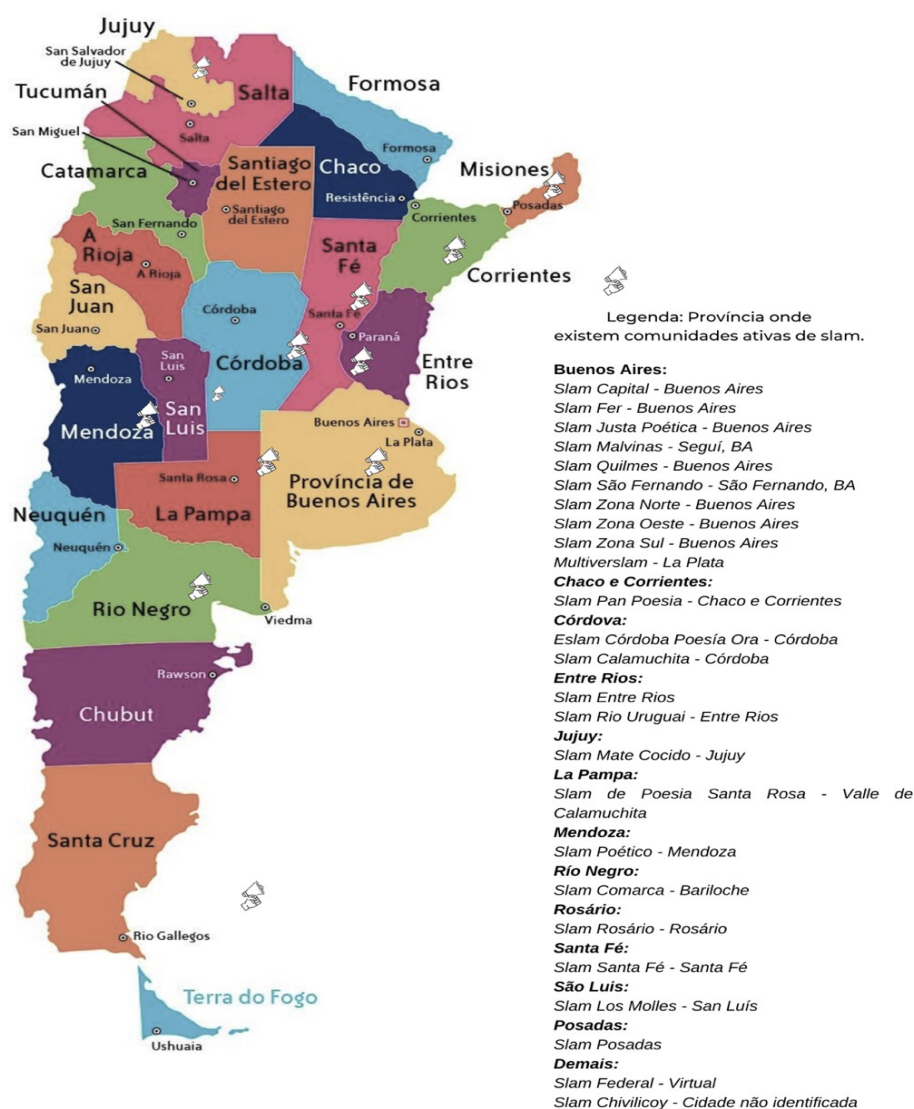 Jujuy
San Salvador
de Jujuy
Tucumán
San Miguel
Catamarca
Salta
Salta
Formosa
Formosa
Santiago
del Estero
Santiago
del Estero
Chaco
Resistência
Misiones
Posadas
Corrientes
Corrientes
San Fernando
A
Rioja
A Rioja
Santa
Fé
Santa Fé
San
Juan
San Juan
Córdoba
Córdoba
Paraná
Entre
Rios
Mendoza
Mendoza
San
Luis
San
Luis
Buenos Aires
La Plata
Província de
Buenos Aires
Santa Rosa
La Pampa
Neuquén
Neuquén
Rio Negro
Viedma
Rawson
Chubut
Santa Cruz
Rio Gallegos
Terra do Fogo
Ushuaia
Legenda: Província onde
existem comunidades ativas de slam.
Buenos Aires:
Slam Capital - Buenos Aires
Slam Fer - Buenos Aires
Slam Justa Poética - Buenos Aires
Slam Malvinas - Seguí, BA
Slam Quilmes - Buenos Aires
Slam São Fernando - São Fernando, BA
Slam Zona Norte - Buenos Aires
Slam Zona Oeste - Buenos Aires
Slam Zona Sul - Buenos Aires
Multiverslam - La Plata
Chaco e Corrientes:
Slam Pan Poesia - Chaco e Corrientes
Córdova:
Eslam Córdoba Poesía Ora - Córdoba
Slam Calamuchita - Córdoba
Entre Rios:
Slam Entre Rios
Slam Rio Uruguai - Entre Rios
Jujuy:
Slam Mate Cocido - Jujuy
La Pampa:
Slam de Poesia Santa Rosa - Valle de
Calamuchita
Mendoza:
Slam Poético - Mendoza
Río Negro:
Slam Comarca - Bariloche
Rosário:
Slam Rosário - Rosário
Santa Fé:
Slam Santa Fé - Santa Fé
São Luis:
Slam Los Molles - San Luís
Posadas:
Slam Posadas
Demais:
Slam Federal - Virtual
Slam Chivilicoy - Cidade não identificada